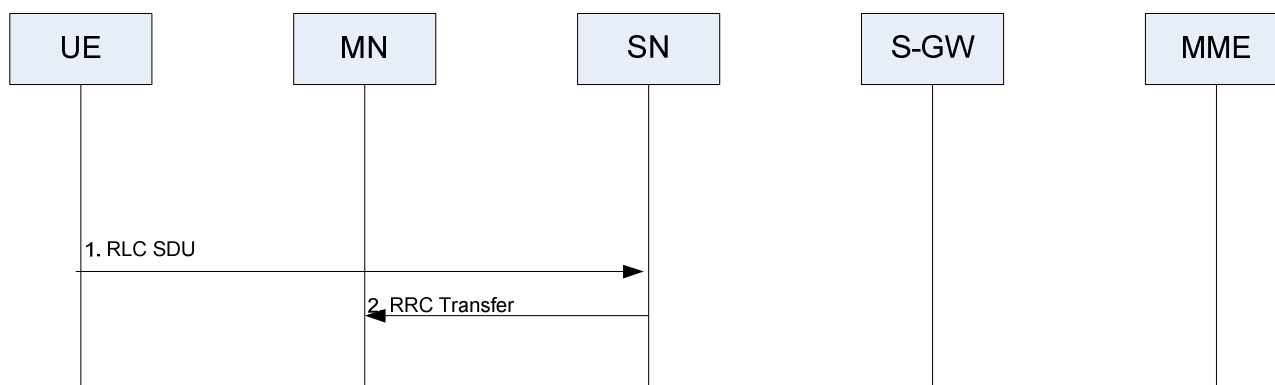 UE
MN
SN
S-GW
MME
1. RLC SDU
2. RRC Transfer